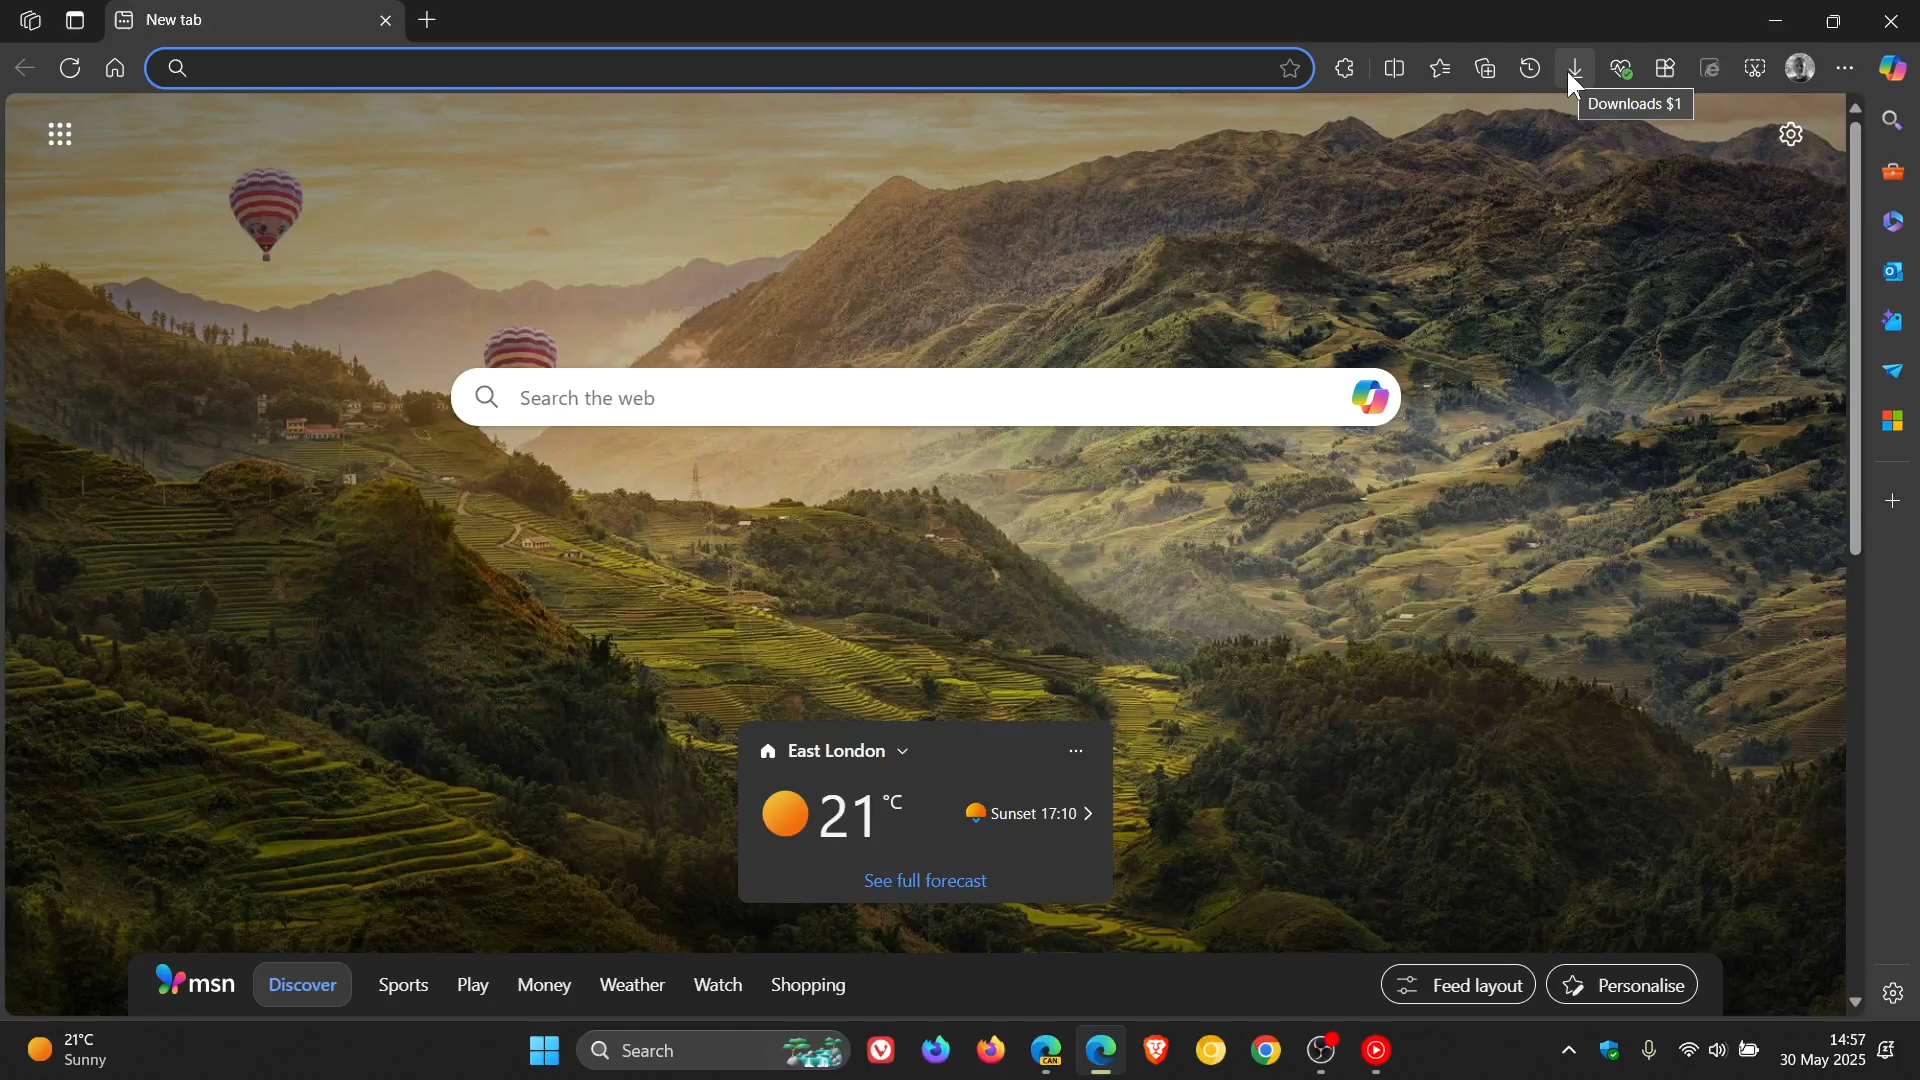 New tab
Downloads $1
Search the web
East London
21 °C
Sunset 17:10
See full forecast
msn
Discover
Sports
Play
Money
Weather
Watch
Shopping
Feed layout
Personalise
21°C
Sunny
Search
CAN
14:57
30 May 2025